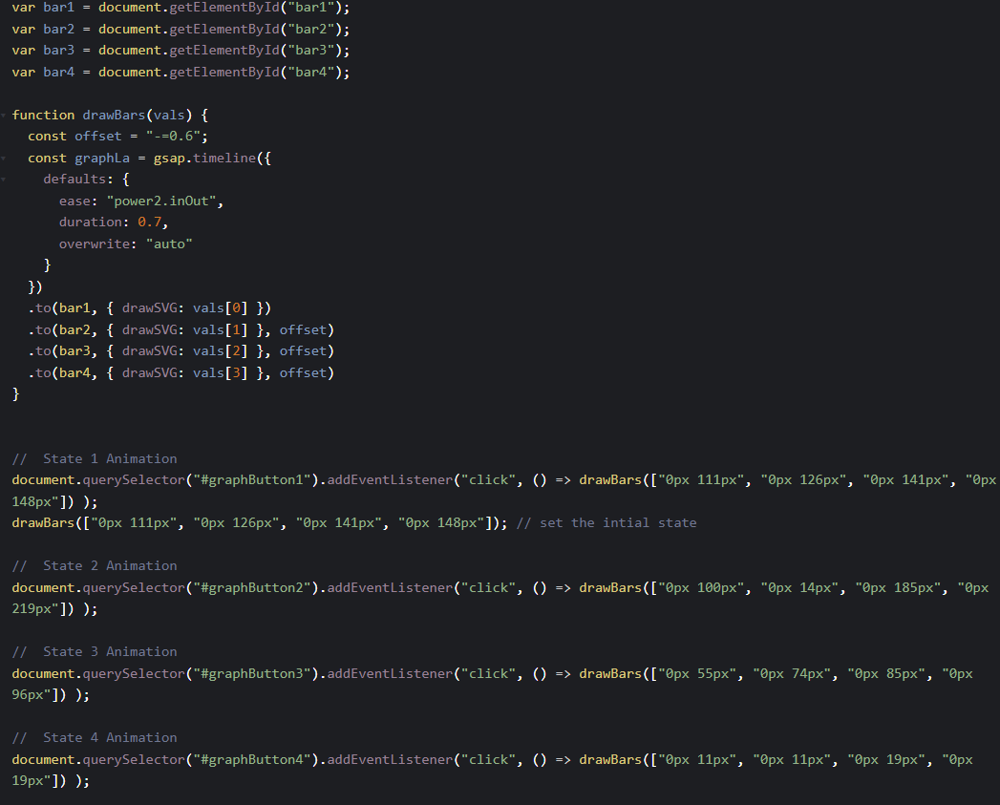 var bar1 = document.getElementById("bar1");
var bar2 = document.getElementById("bar2");
var bar3 = document.getElementById("bar3");
var bar4 = document.getElementById("bar4");

function drawBars(vals) {
  const offset = "-=0.6";
  const graphLa = gsap.timeline({
    defaults: {
      ease: "power2.inOut",
      duration: 0.7,
      overwrite: "auto"
    }
  })
  .to(bar1, { drawSVG: vals[0] })
  .to(bar2, { drawSVG: vals[1] }, offset)
  .to(bar3, { drawSVG: vals[2] }, offset)
  .to(bar4, { drawSVG: vals[3] }, offset)
}

//  State 1 Animation
document.querySelector("#graphButton1").addEventListener("click", () => drawBars(["0px 111px", "0px 126px", "0px 141px", "0px
148px"]) );
drawBars(["0px 111px", "0px 126px", "0px 141px", "0px 148px"]); // set the intial state

//  State 2 Animation
document.querySelector("#graphButton2").addEventListener("click", () => drawBars(["0px 100px", "0px 14px", "0px 185px", "0px
219px"]) );

//  State 3 Animation
document.querySelector("#graphButton3").addEventListener("click", () => drawBars(["0px 55px", "0px 74px", "0px 85px", "0px
96px"]) );

//  State 4 Animation
document.querySelector("#graphButton4").addEventListener("click", () => drawBars(["0px 11px", "0px 11px", "0px 19px", "0px
19px"]) );